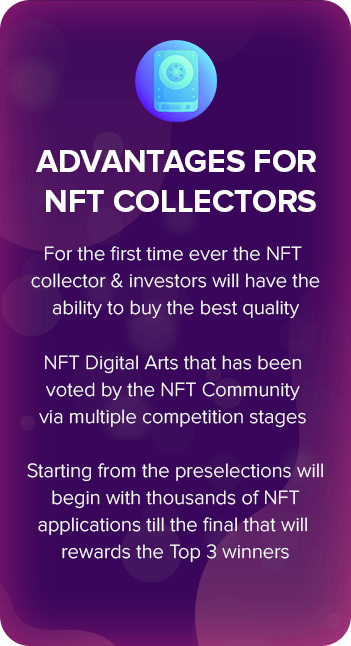 ADVANTAGES FOR
NFT COLLECTORS
For the first time ever the NFT
collector & investors will have the
ability to buy the best quality
NFT Digital Arts that has been
voted by the NFT Community
via multiple competition stages
Starting from the preselections will
begin with thousands of NFT
applications till the final that will
rewards the Top 3 winners